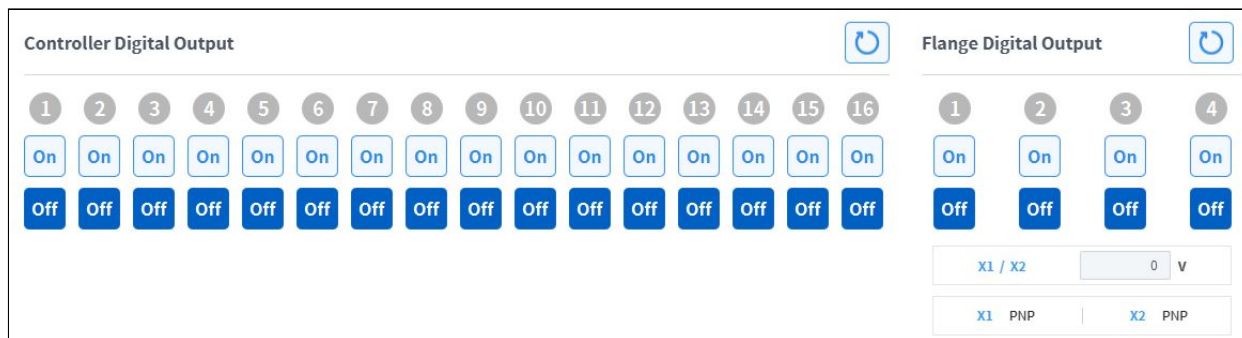 Controller Digital Output
1 2 3 4 5 6 7 8 9 10 11 12 13 14 15 16
On On On On On On On On On On On On On On On On
Off Off Off Off Off Off Off Off Off Off Off Off Off Off Off Off
Flange Digital Output
1 2 3 4
On On On On
Off Off Off Off
X1 / X2 0 V
X1 PNP X2 PNP